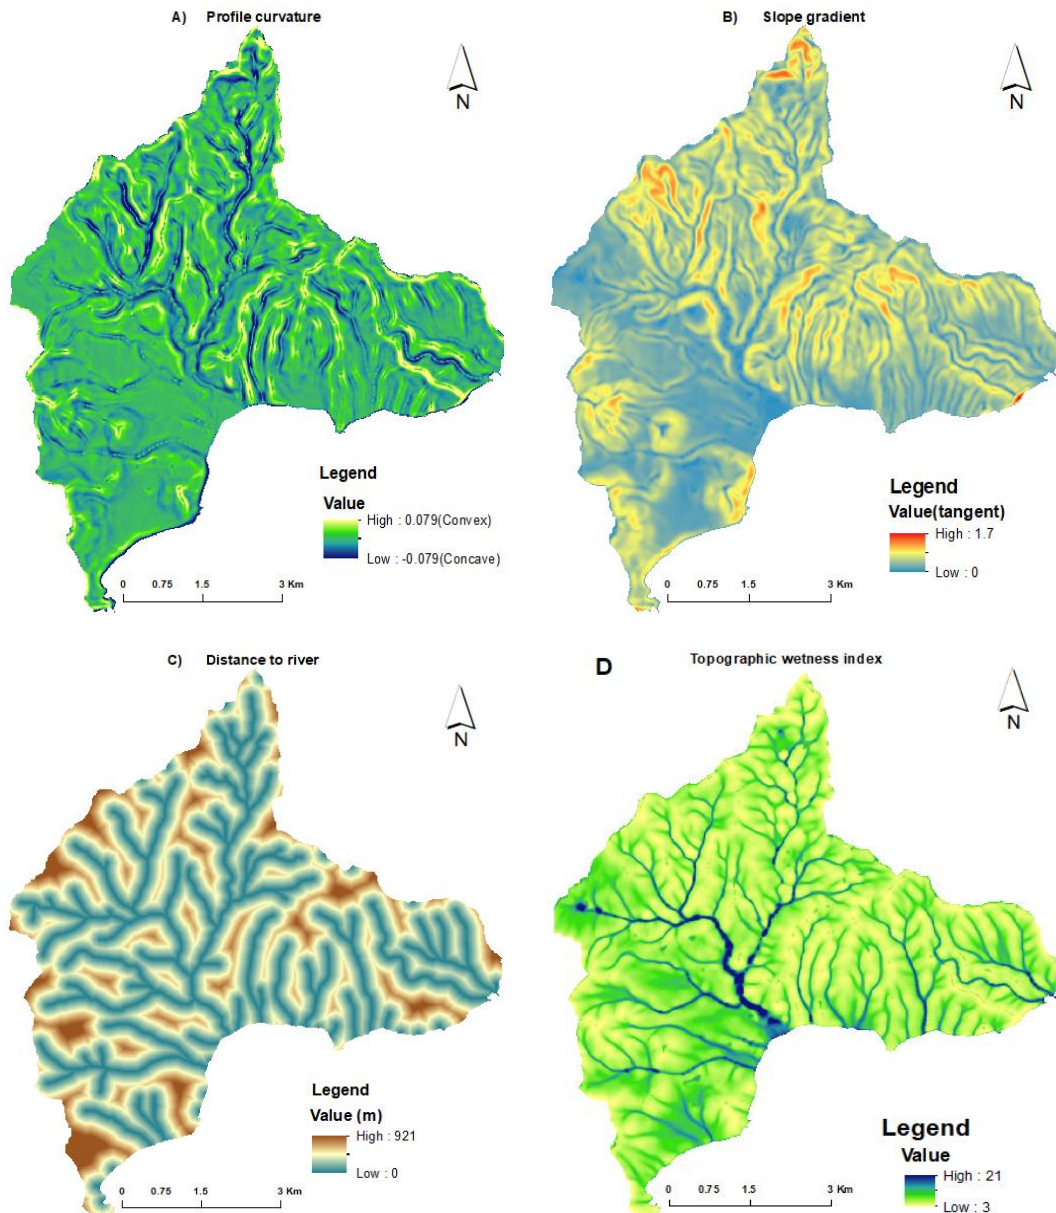 A) Profile curvature
N
Legend
Value
High : 0.079(Convex)
Low : -0.079(Concave)
0 0.75 1.5 3 Km
B) Slope gradient
N
Legend
Value(tangent)
High : 1.7
Low : 0
0 0.75 1.5 3 Km
C) Distance to river
N
Legend
Value (m)
High : 921
Low : 0
0 0.75 1.5 3 Km
D Topographic wetness index
N
Legend
Value
High : 21
Low : 3
0 0.75 1.5 3 Km